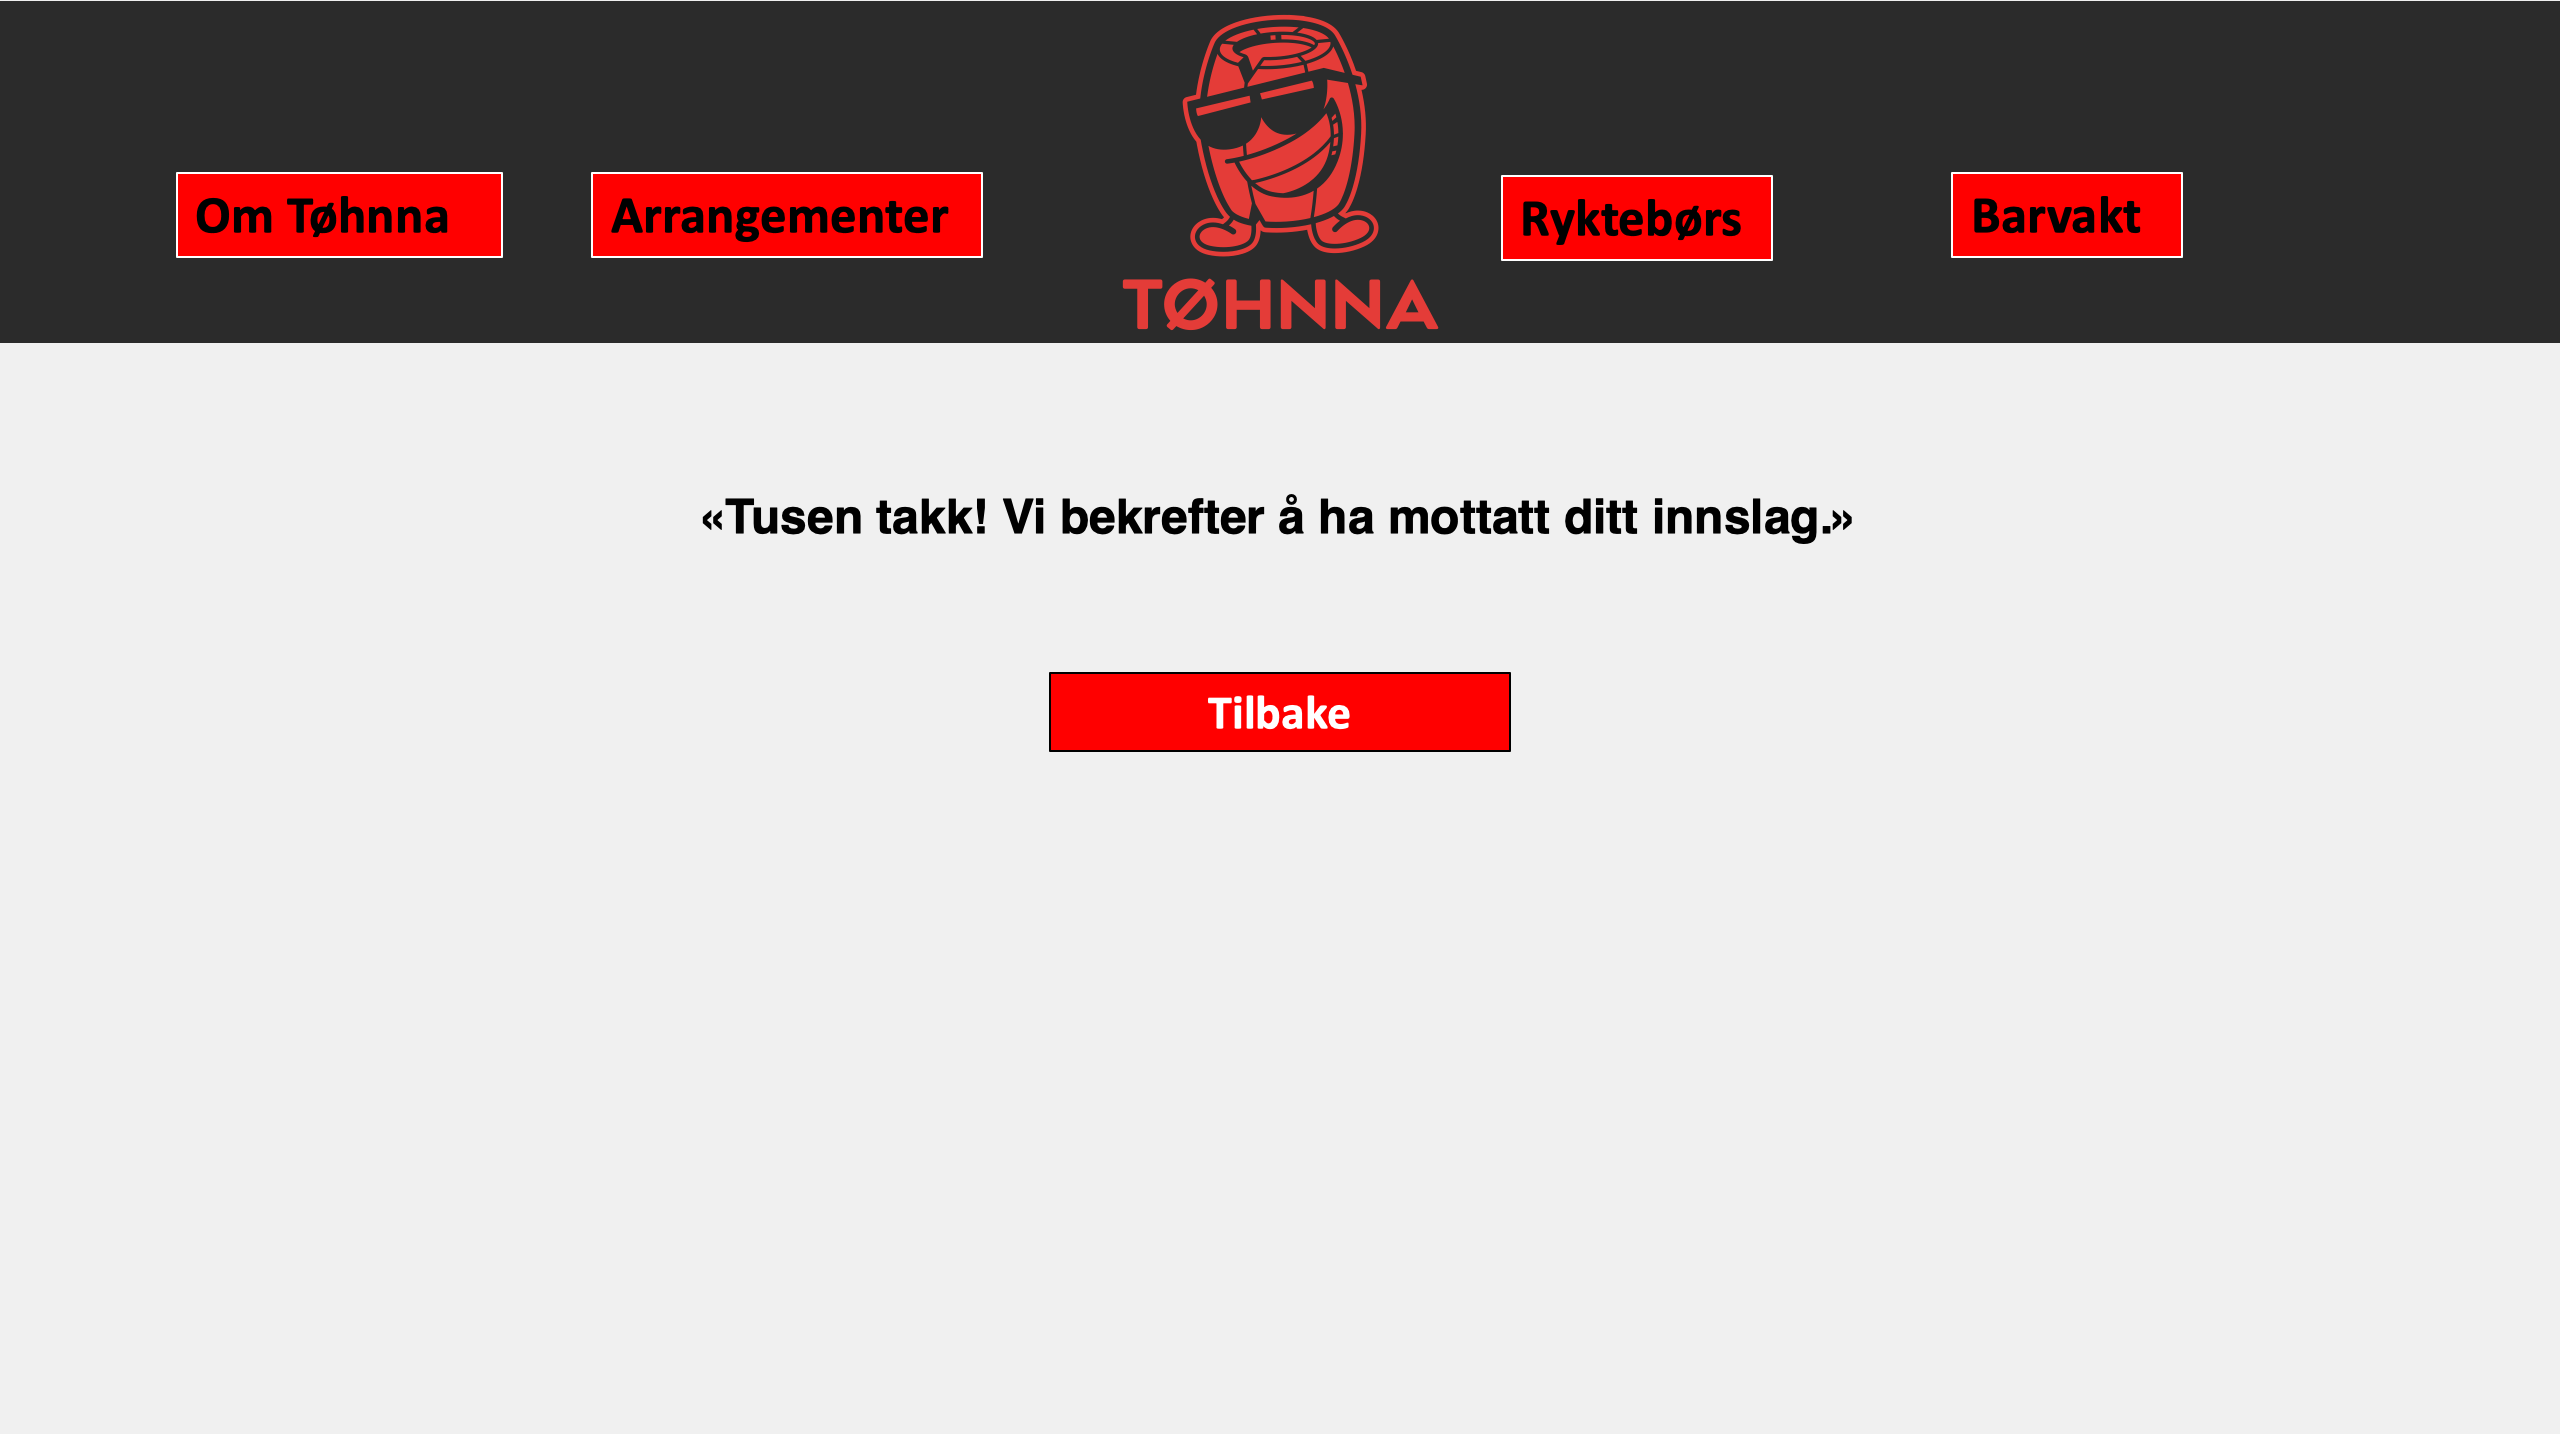 Om Tøhnna
Arrangementer
TØHNNA
Ryktebørs
Barvakt
«Tusen takk! Vi bekrefter å ha mottatt ditt innslag.»
Tilbake